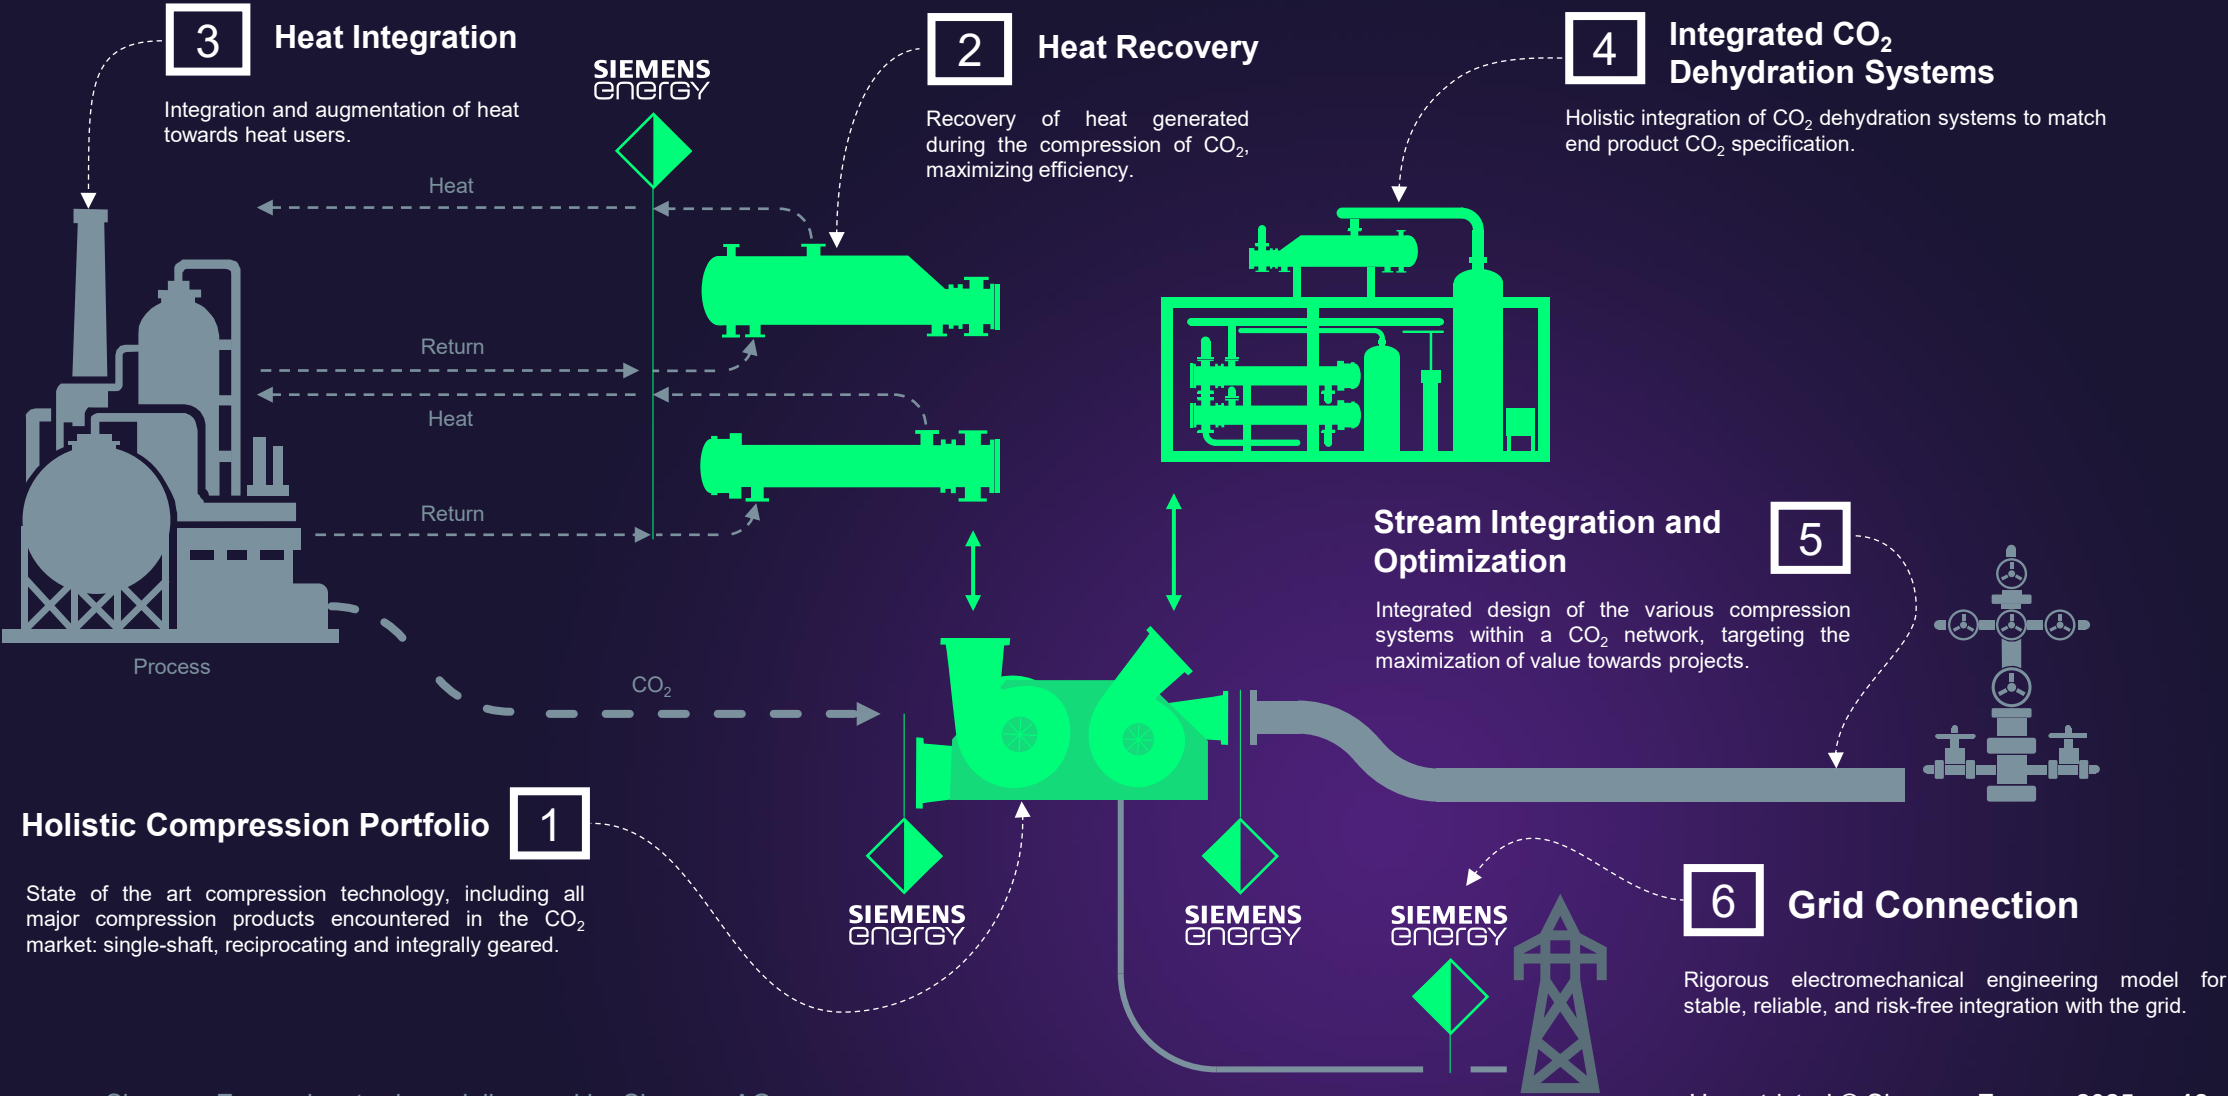 3
Heat Integration
Integration and augmentation of heat
towards heat users.
SIEMENS
energy
2
Heat Recovery
Recovery of heat generated
during the compression of CO2,
maximizing efficiency.
4
Integrated CO2
Dehydration Systems
Holistic integration of CO2 dehydration systems to match
end product CO2 specification.
Heat
Return
Heat
Return
Process
CO2
Stream Integration and
Optimization
5
Integrated design of the various compression
systems within a CO2 network, targeting the
maximization of value towards projects.
Holistic Compression Portfolio
1
State of the art compression technology, including all
major compression products encountered in the CO2
market: single-shaft, reciprocating and integrally geared.
SIEMENS
energy
SIEMENS
energy
SIEMENS
energy
6
Grid Connection
Rigorous electromechanical engineering model for
stable, reliable, and risk-free integration with the grid.